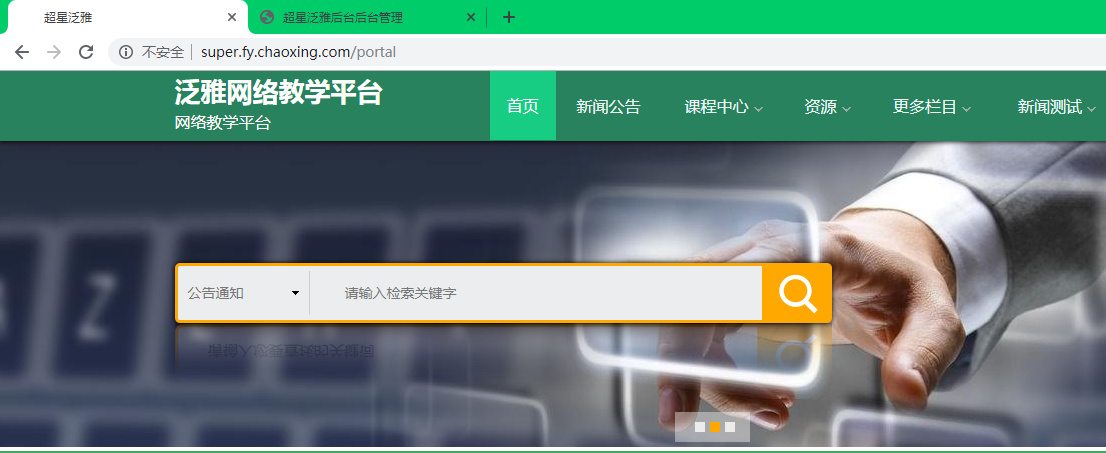 超星泛雅
超星泛雅后台后台管理
不安全 super.fy.chaoxing.com/portal
泛雅网络教学平台
网络教学平台
首页 新闻公告 课程中心 资源 更多栏目 新闻测试
公告通知 请输入检索关键字
Z